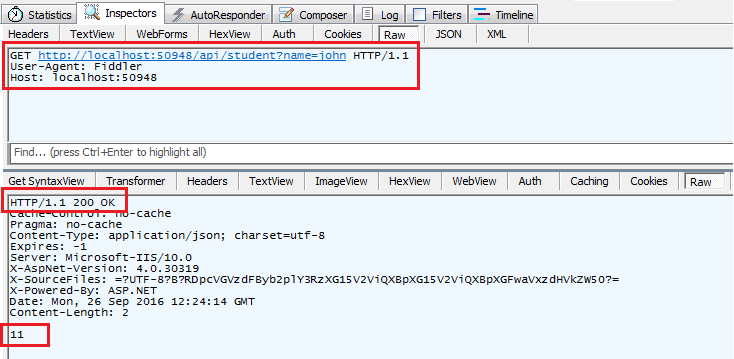 Statistics Inspectors AutoResponder Composer Log Filters Timeline
Headers TextView WebForms HexView Auth Cookies Raw JSON XML
GET http://localhost:50948/api/student?name=john HTTP/1.1
User-Agent: Fiddler
Host: localhost:50948
Find... (press Ctrl+Enter to highlight all)
Get SyntaxView Transformer Headers TextView ImageView HexView WebView Auth Caching Cookies Raw
HTTP/1.1 200 OK
Cache-Control: no-cache
Pragma: no-cache
Content-Type: application/json; charset=utf-8
Expires: -1
Server: Microsoft-IIS/10.0
X-AspNet-Version: 4.0.30319
X-SourceFiles: =?UTF-8?B?RDpcVGVzdFByb2plY3RzXG15V2ViQXBpXG15V2ViQXBpXGFwaVxzdHVkZW50?=
X-Powered-By: ASP.NET
Date: Mon, 26 Sep 2016 12:24:14 GMT
Content-Length: 2
11